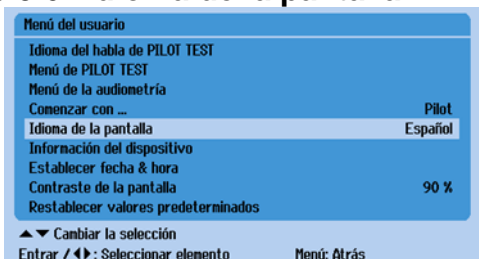 Menú del usuario
Idioma del habla de PILOT TEST
Menú de PILOT TEST
Menú de la audiometría
Comenzar con ... Pilot
Idioma de la pantalla Español
Información del dispositivo
Establecer fecha & hora
Contraste de la pantalla 90 %
Restablecer valores predeterminados
▲▼ Cambiar la selección
Entrar / ◀▶: Seleccionar elemento Menú: Atrás